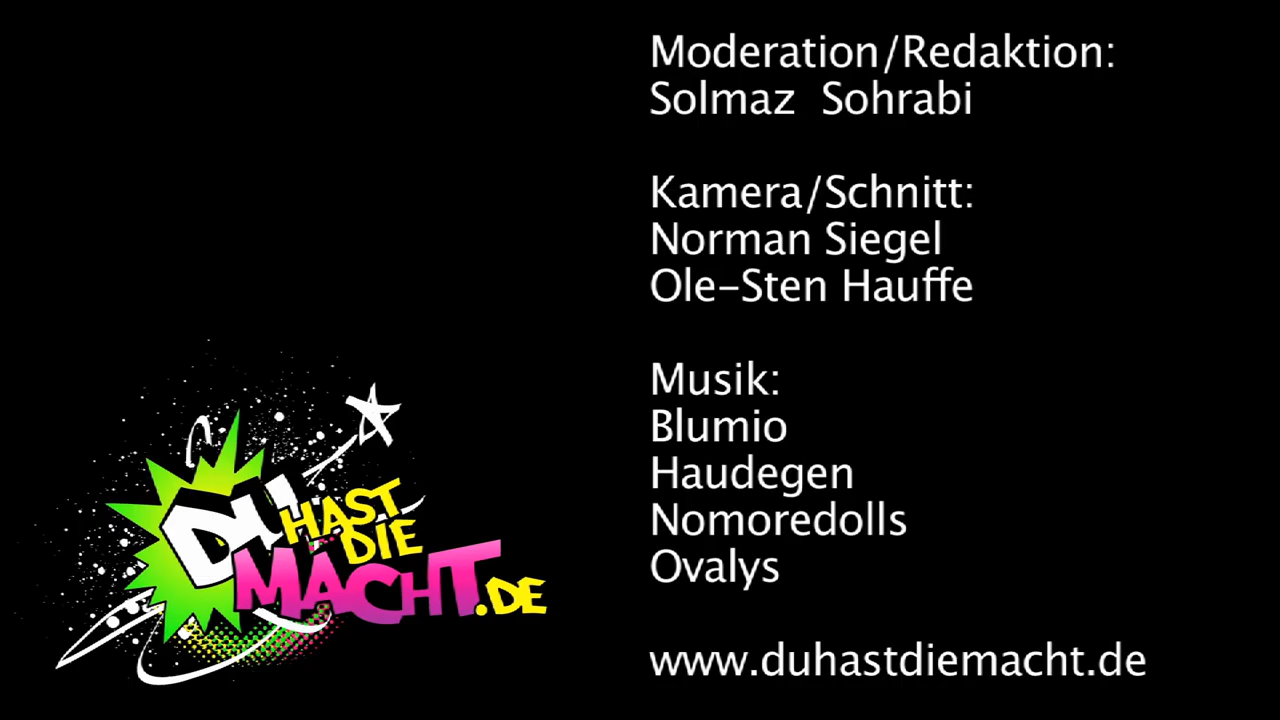 Moderation/Redaktion:
Solmaz Sohrabi
Kamera/Schnitt:
Norman Siegel
Ole-Sten Hauffe
Musik:
Blumio
Haudegen
Nomoredolls
Ovalys
www.duhastdiemacht.de
DU HAST
DIE
MACHT.DE